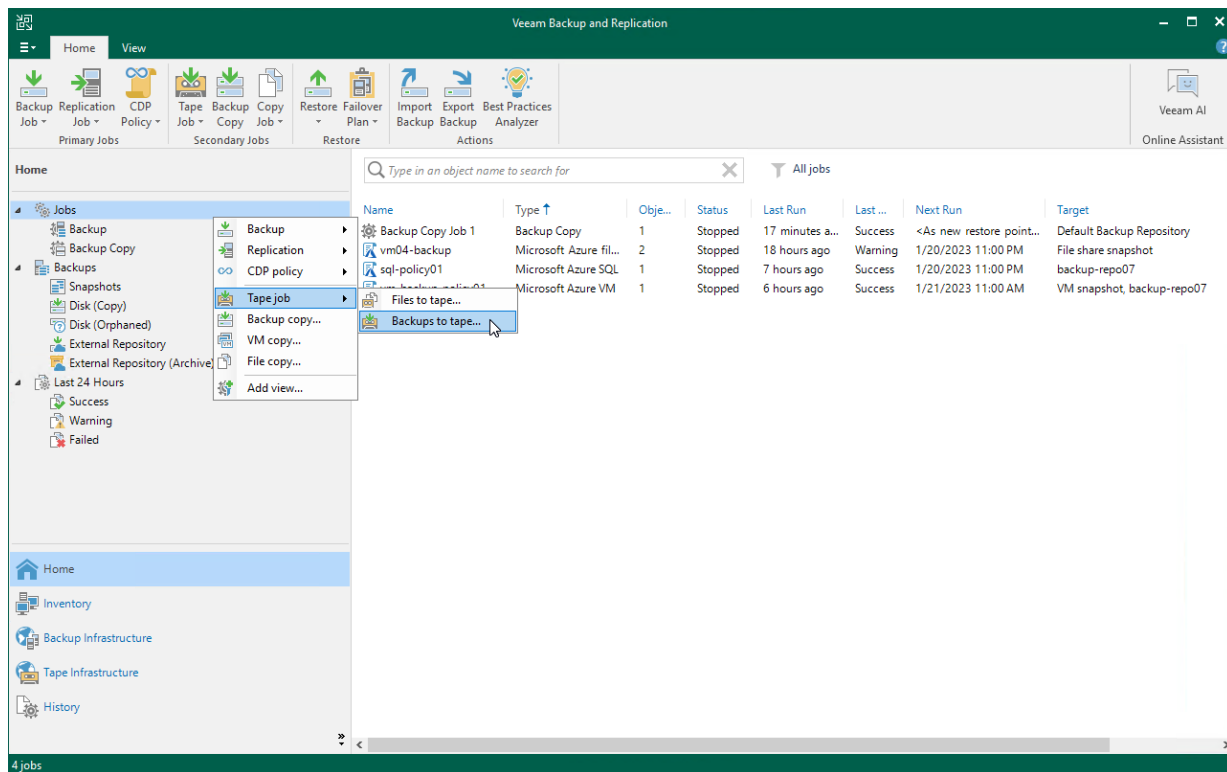 Veeam Backup and Replication
Home View
Backup Job Replication Job CDP Policy Tape Job Backup Copy Copy Job Restore Failover Plan Import Backup Export Backup Best Practices Analyzer Veeam AI
Primary Jobs Secondary Jobs Restore Actions Online Assistant
Home
Type in an object name to search for
All jobs
Jobs
Backup
Backup Copy
Backups
Snapshots
Disk (Copy)
Disk (Orphaned)
External Repository
External Repository (Archive)
Last 24 Hours
Success
Warning
Failed
Backup
Replication
CDP policy
Tape job
Backup copy...
VM copy...
File copy...
Add view...
Files to tape...
Backups to tape...
Name Type Obje... Status Last Run Last ... Next Run Target
Backup Copy Job 1 Backup Copy 1 Stopped 17 minutes a... Success <As new restore point... Default Backup Repository
vm04-backup Microsoft Azure fil... 2 Stopped 18 hours ago Warning 1/20/2023 11:00 PM File share snapshot
sql-policy01 Microsoft Azure SQL 1 Stopped 7 hours ago Success 1/20/2023 11:00 PM backup-repo07
Microsoft Azure VM 1 Stopped 6 hours ago Success 1/21/2023 11:00 AM VM snapshot, backup-repo07
Home
Inventory
Backup Infrastructure
Tape Infrastructure
History
4 jobs